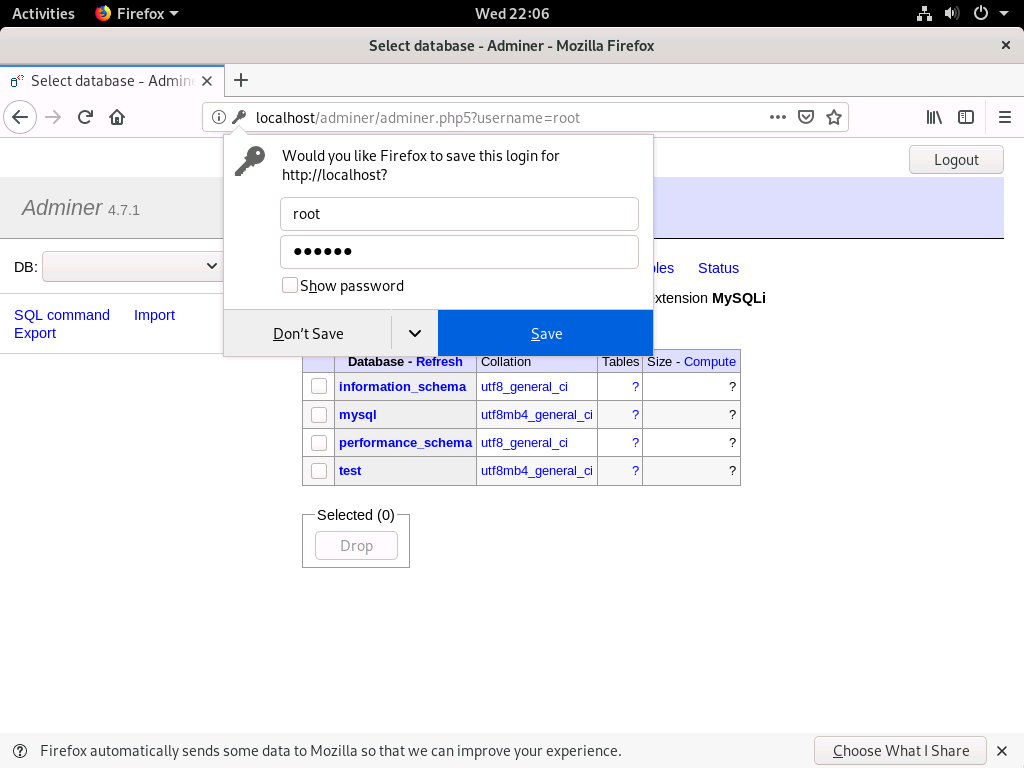 Activities Firefox Wed 22:06
Select database - Adminer - Mozilla Firefox
Select database - Admin
localhost/adminer/adminer.php5?username=root
Would you like Firefox to save this login for
http://localhost?
Logout
Adminer 4.7.1
root
●●●●●●
DB:
Status
Show password
extension MySQLi
SQL command Import
Export
Don't Save Save
Database - Refresh Collation Tables Size - Compute
information_schema utf8_general_ci ? ?
mysql utf8mb4_general_ci ? ?
performance_schema utf8_general_ci ? ?
test utf8mb4_general_ci ? ?
Selected (0)
Drop
Firefox automatically sends some data to Mozilla so that we can improve your experience. Choose What I Share